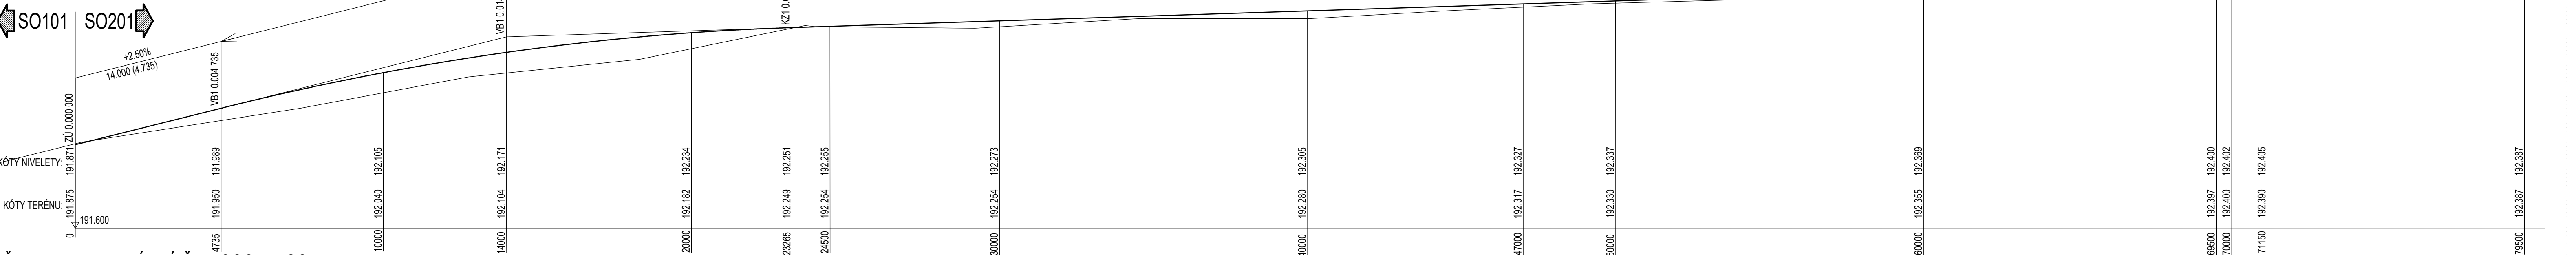 SO101 SO201
+2.50%
14.000 (4.735)
ZÚ 0.000 000
VB1 0.004 735
VB1 0.01
KZ1 0.
KÓTY NIVELETY: 191.871 191.989 192.105 192.171 192.234 192.251 192.255 192.273 192.305 192.327 192.337 192.369 192.400 192.402 192.405 192.387
KÓTY TERÉNU: 191.875 191.950 192.040 192.104 192.182 192.249 192.254 192.254 192.280 192.317 192.330 192.355 192.397 192.400 192.390 192.387
191.600
0 4735 10000 14000 20000 23265 24500 30000 40000 47000 50000 60000 69500 70000 71150 79500